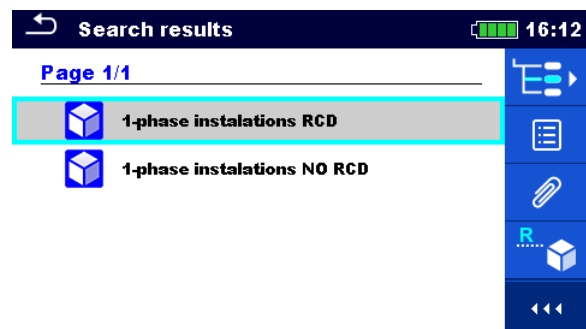 Search results
16:12
Page 1/1
1-phase instalations RCD
1-phase instalations NO RCD
R